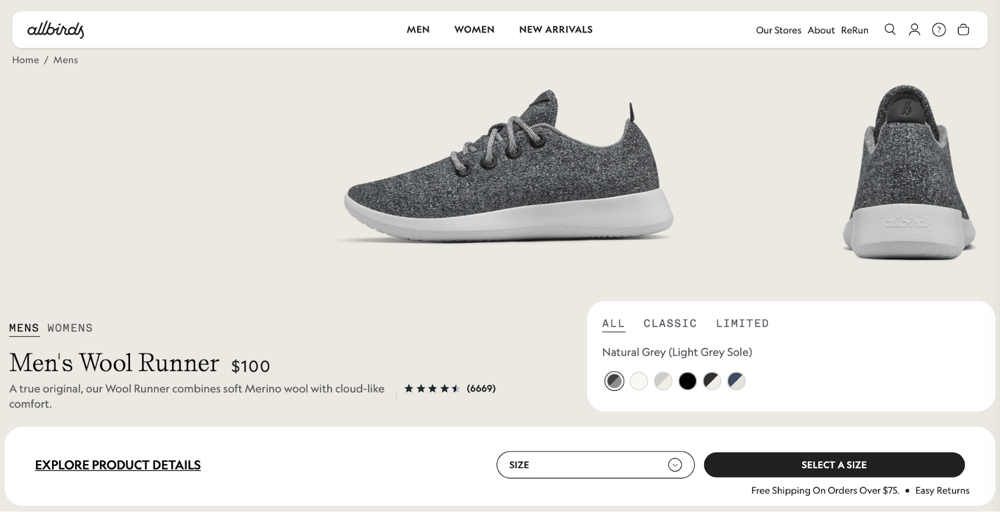 allbirds
MEN WOMEN NEW ARRIVALS
Our Stores About ReRun ?
Home / Mens
allbirds
MENS WOMENS
Men's Wool Runner $100
A true original, our Wool Runner combines soft Merino wool with cloud-like
comfort.
(6669)
ALL CLASSIC LIMITED
Natural Grey (Light Grey Sole)
EXPLORE PRODUCT DETAILS
SIZE
SELECT A SIZE
Free Shipping On Orders Over $75. • Easy Returns